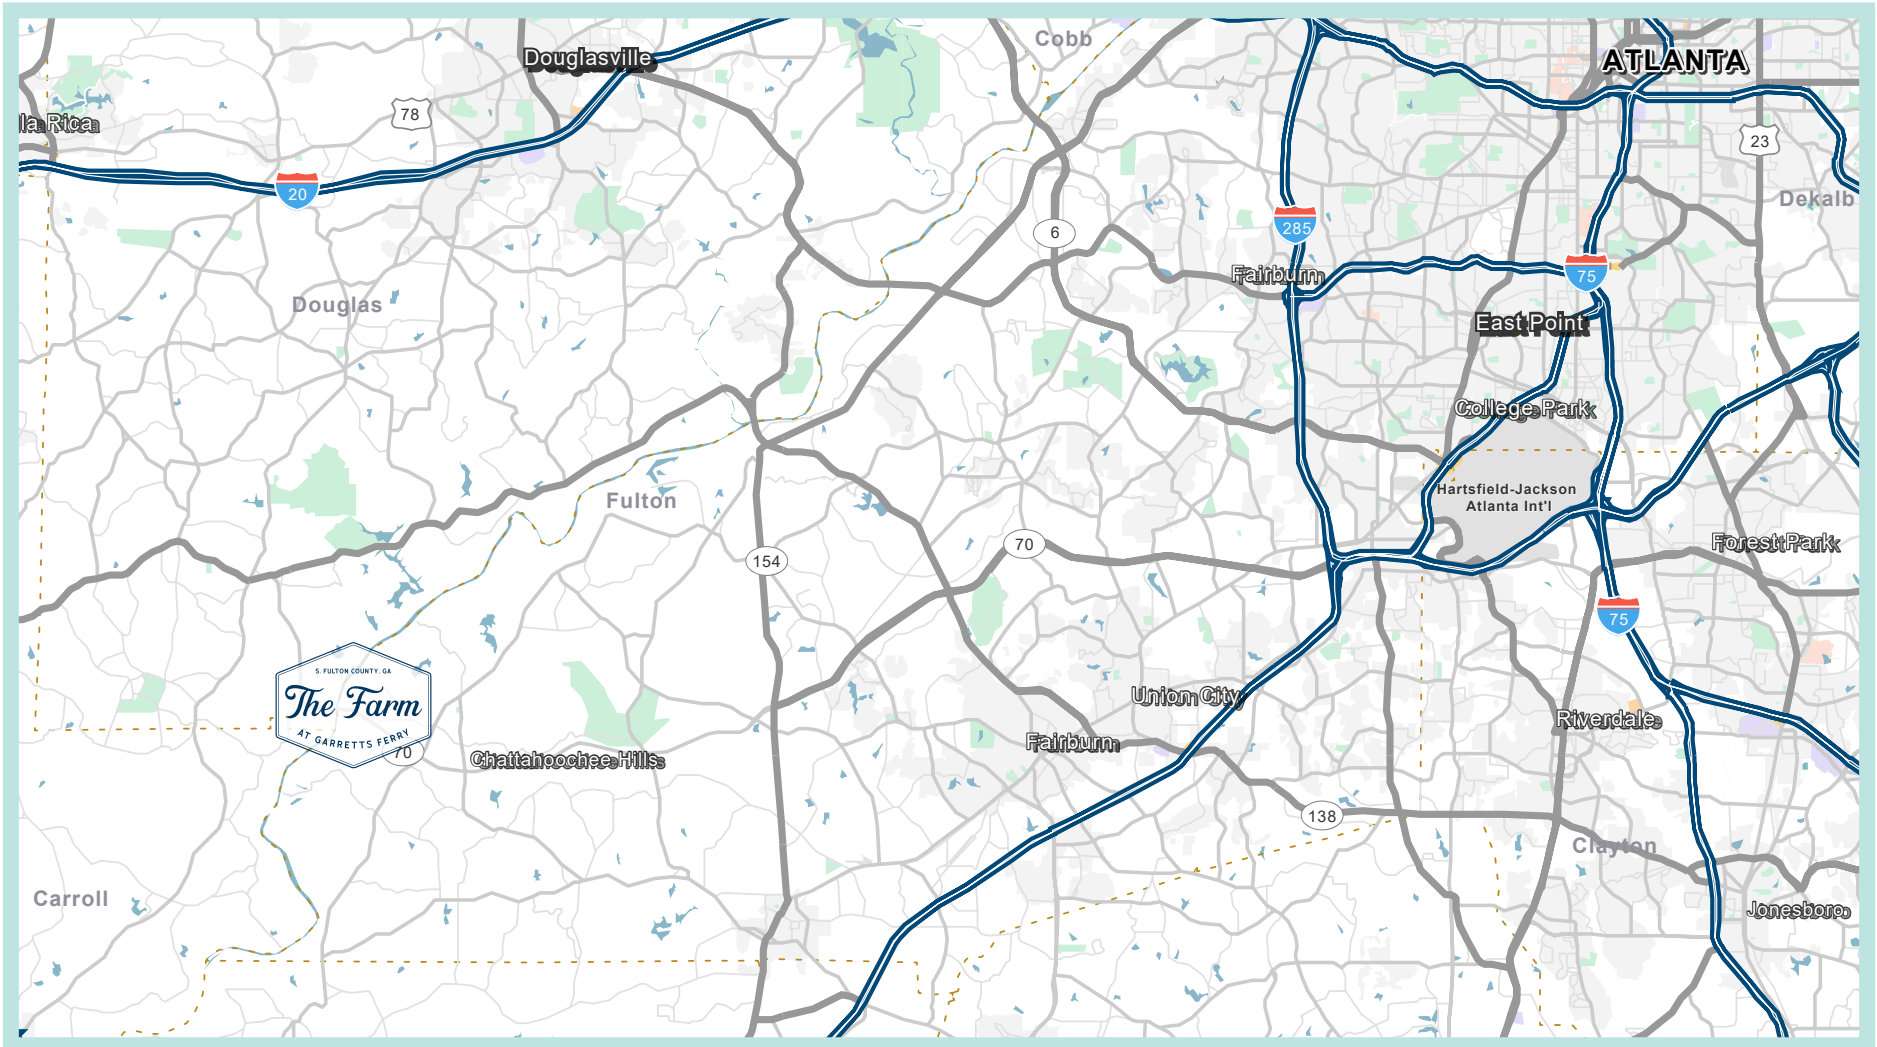 Cobb
Douglasville
ATLANTA
78
la Rica
23
20
Dekalb
285
6
Fairburn
75
Douglas
East Point
College Park
Hartsfield-Jackson
Atlanta Int'l
Fulton
70
Forest Park
154
75
S. FULTON COUNTY, GA
The Farm
AT GARRETTS FERRY
70
Union City
Riverdale
Fairburn
Chattahoochee Hills
138
Clayton
Carroll
Jonesboro